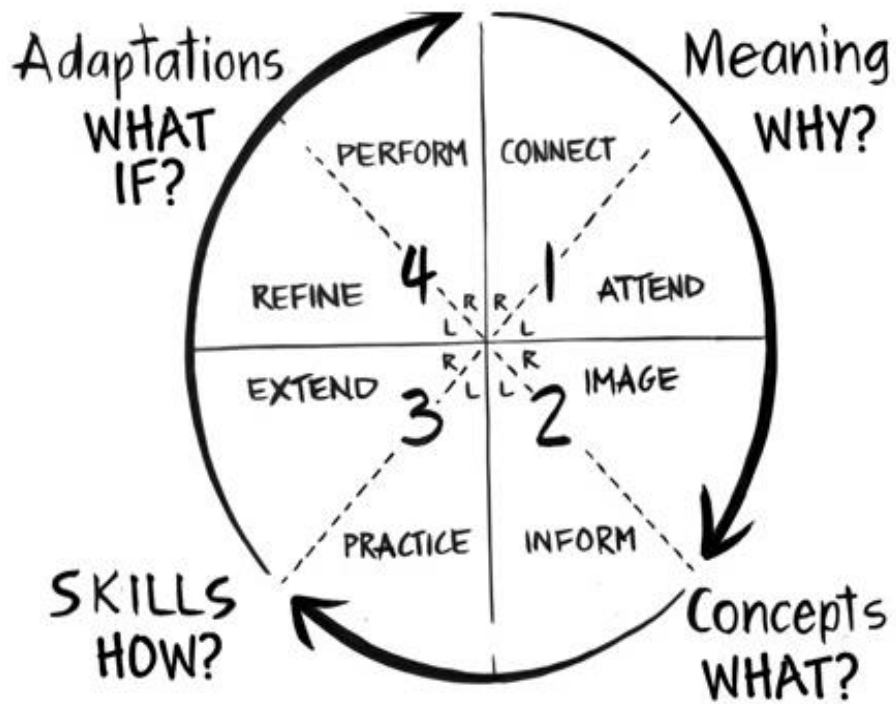 Adaptations
WHAT
IF?
Meaning
WHY?
PERFORM
CONNECT
4
1
REFINE
ATTEND
R
R
L
L
R
R
L
L
EXTEND
IMAGE
3
2
PRACTICE
INFORM
SKILLS
HOW?
Concepts
WHAT?